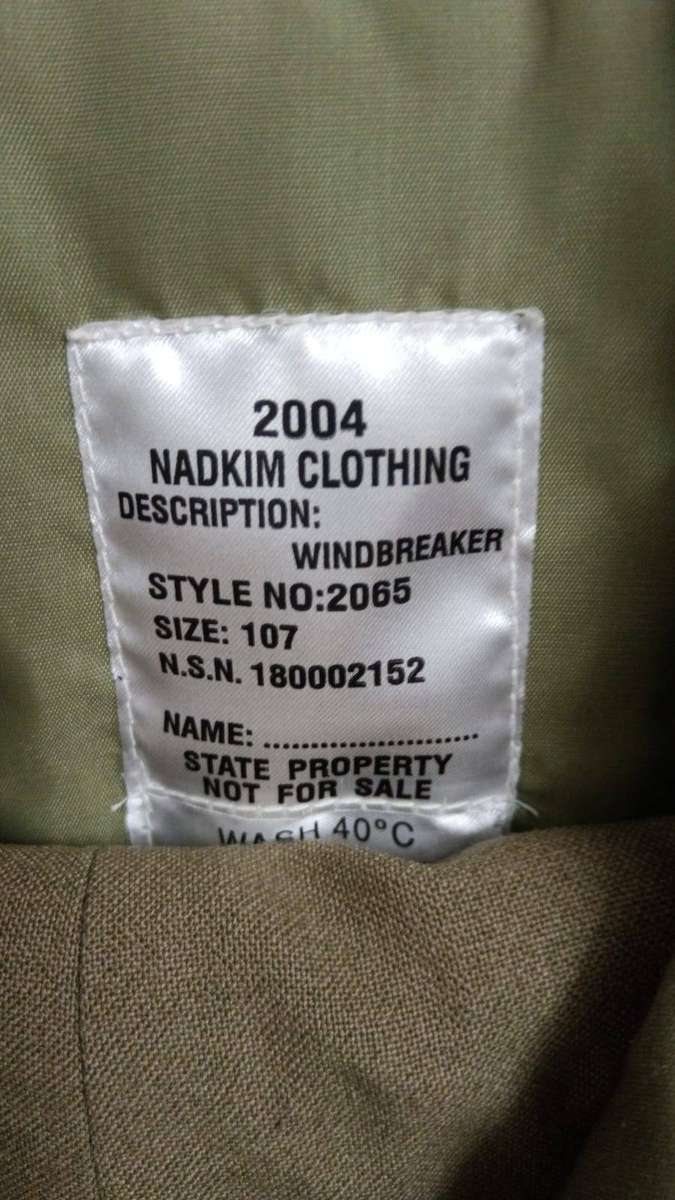 2004
NADKIM CLOTHING
DESCRIPTION:
WINDBREAKER
STYLE NO:2065
SIZE: 107
N.S.N. 180002152
NAME: .......................
STATE PROPERTY
NOT FOR SALE
WASH 40°C